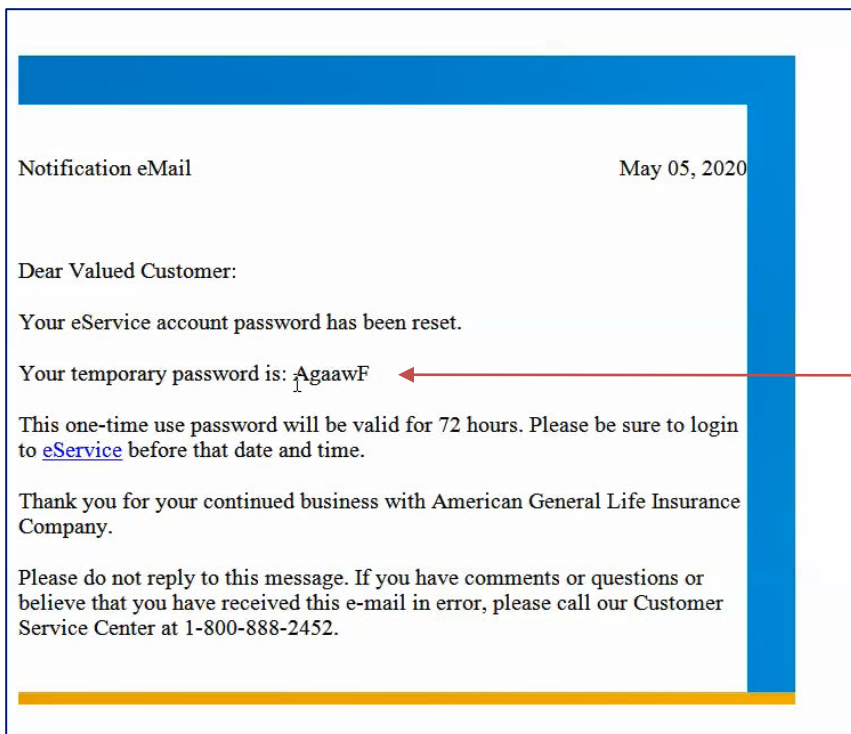 Notification eMail May 05, 2020
Dear Valued Customer:
Your eService account password has been reset.
Your temporary password is: AgaawF
This one-time use password will be valid for 72 hours. Please be sure to login
to eService before that date and time.
Thank you for your continued business with American General Life Insurance
Company.
Please do not reply to this message. If you have comments or questions or
believe that you have received this e-mail in error, please call our Customer
Service Center at 1-800-888-2452.